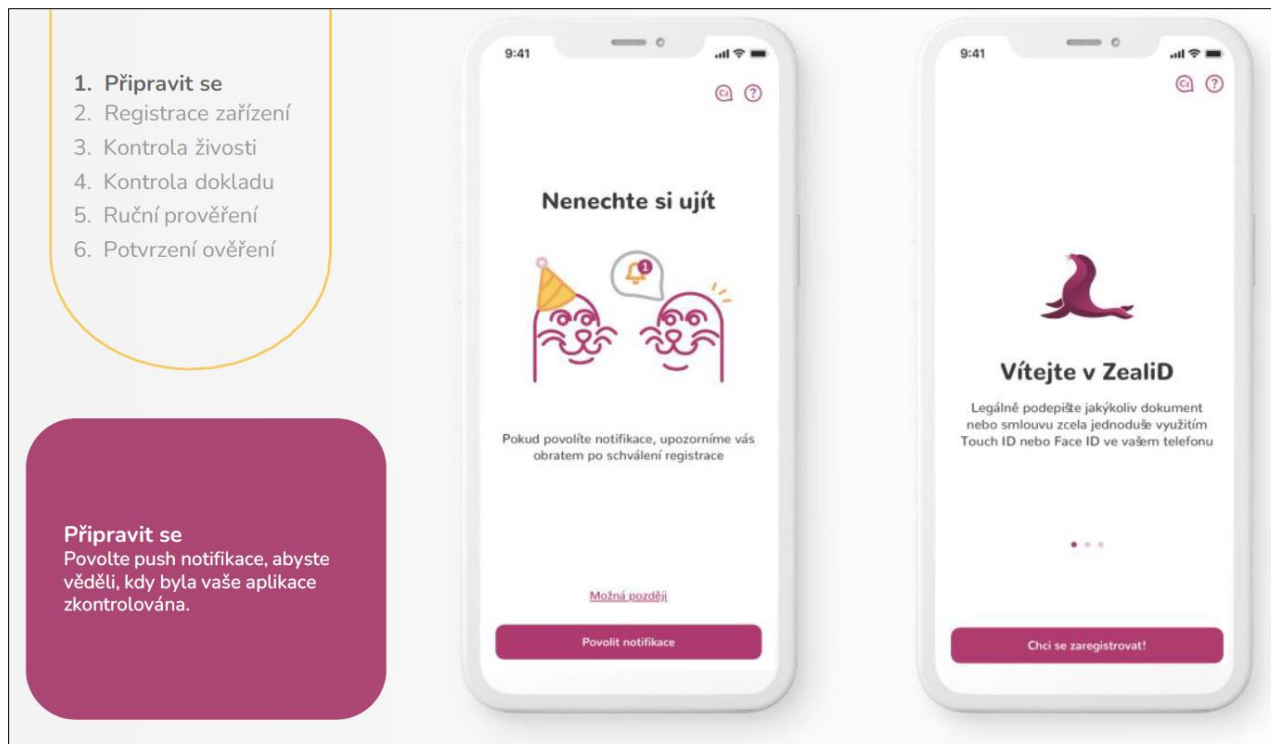 1. Připravit se
2. Registrace zařízení
3. Kontrola živosti
4. Kontrola dokladu
5. Ruční prověření
6. Potvrzení ověření
Připravit se
Povolte push notifikace, abyste
věděli, kdy byla vaše aplikace
zkontrolována.
9:41
CZ
?
Nenechte si ujít
1
Pokud povolíte notifikace, upozorníme vás
obratem po schválení registrace
Možná později
Povolit notifikace
9:41
CZ
?
Vítejte v ZealiD
Legálně podepište jakýkoliv dokument
nebo smlouvu zcela jednoduše využitím
Touch ID nebo Face ID ve vašem telefonu
Chci se zaregistrovat!